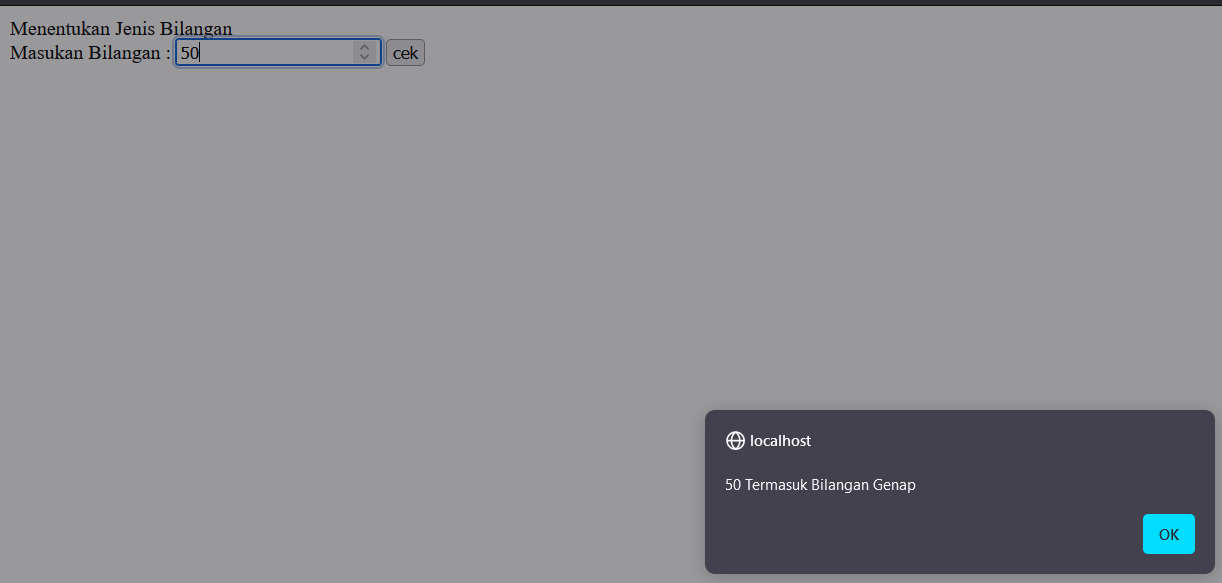 Menentukan Jenis Bilangan
Masukan Bilangan : 50 cek
localhost
50 Termasuk Bilangan Genap
OK